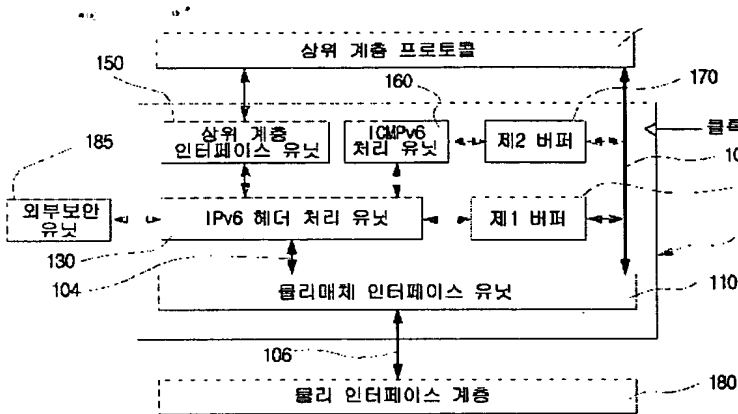 상위 계층 프로토콜
150
160
170
상위 계층
인터페이스 유닛
ICMPv6
처리 유닛
제2 버퍼
클록
185
10
외부보안
유닛
IPv6 헤더 처리 유닛
제1 버퍼
130
104
물리매체 인터페이스 유닛
110
106
물리 인터페이스 계층
180